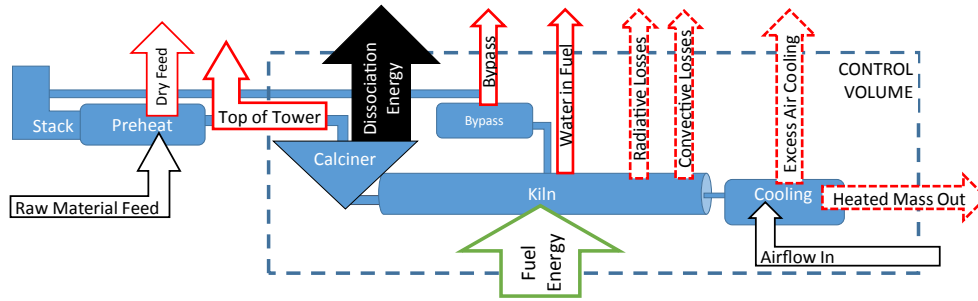 Dry Feed
Dissociation
Energy
Bypass
Water in Fuel
Radiative Losses
Convective Losses
Excess Air Cooling
CONTROL
VOLUME
Stack
Preheat
Top of Tower
Bypass
Calciner
Kiln
Cooling
Heated Mass Out
Raw Material Feed
Fuel
Energy
Airflow In